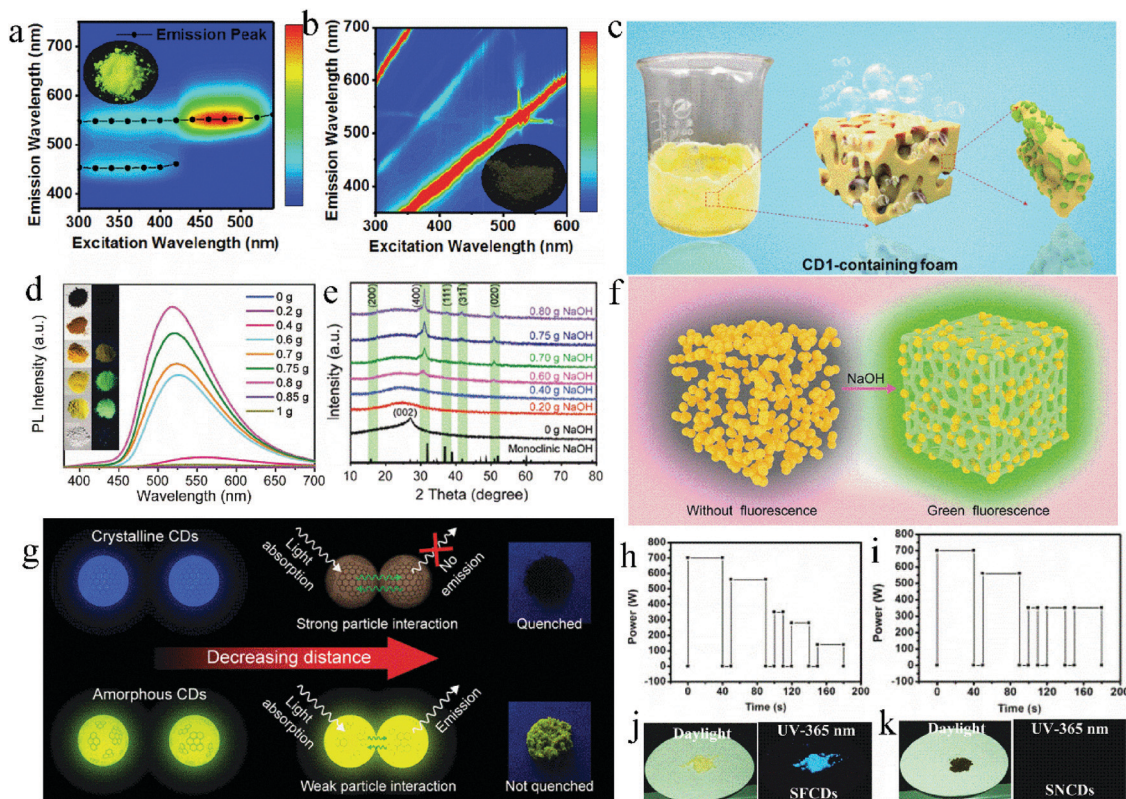 a
700
600
500
400
Emission Wavelength (nm)
Emission Peak
300 350 400 450 500
Excitation Wavelength (nm)
b
700
600
500
400
Emission Wavelength (nm)
300 400 500 600
Excitation Wavelength (nm)
c
CD1-containing foam
d
PL Intensity (a.u.)
0 g
0.2 g
0.4 g
0.6 g
0.7 g
0.75 g
0.8 g
0.85 g
1 g
400 450 500 550 600 650 700
Wavelength (nm)
e
Intensity (a.u.)
(200) (400) (111) (311̅) (020)
0.80 g NaOH
0.75 g NaOH
0.70 g NaOH
0.60 g NaOH
0.40 g NaOH
0.20 g NaOH
(002)
0 g NaOH
Monoclinic NaOH
10 20 30 40 50 60 70 80
2 Theta (degree)
f
NaOH
Without fluorescence
Green fluorescence
g
Crystalline CDs
Light
absorption
No
emission
Strong particle interaction
Quenched
Decreasing distance
Amorphous CDs
Light
absorption
Emission
Weak particle interaction
Not quenched
h
Power (W)
800
700
600
500
400
300
200
100
0
-100
0 40 80 120 160 200
Time (s)
i
Power (W)
800
700
600
500
400
300
200
100
0
-100
0 40 80 120 160 200
Time (s)
j
Daylight
UV-365 nm
SFCDs
k
Daylight
UV-365 nm
SNCDs